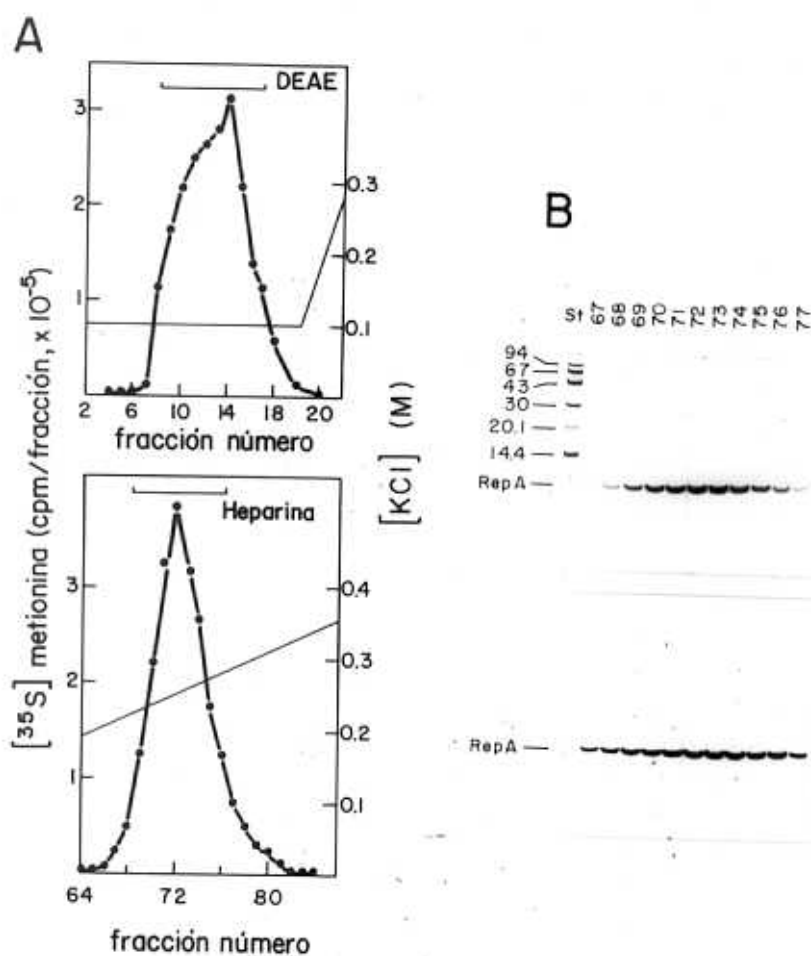 A
DEAE
3
2
1
0.3
0.2
0.1
2 6 10 14 18 20
fracción número
[³⁵S] metionina (cpm/fracción, x 10⁻⁵)
[KCl] (M)
Heparina
3
2
1
0.4
0.3
0.2
0.1
64 72 80
fracción número
B
St 67 68 69 70 71 72 73 74 75 76 77
94
67
43
30
20.1
14.4
RepA
RepA